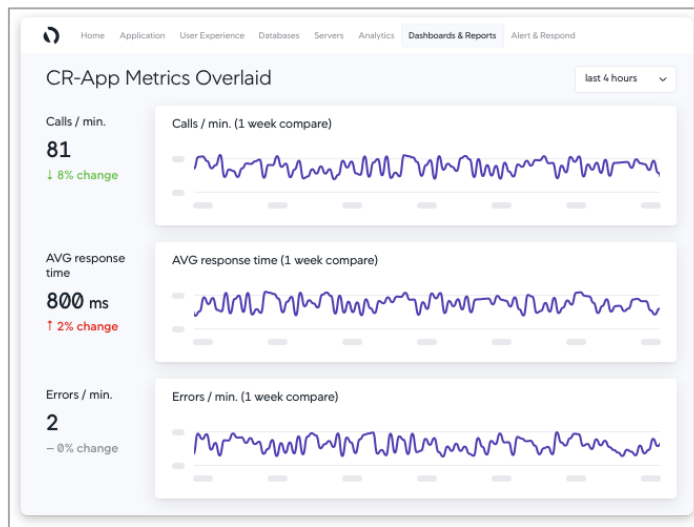 Home Application User Experience Databases Servers Analytics Dashboards & Reports Alert & Respond
CR-App Metrics Overlaid
last 4 hours
Calls / min.
81
↓ 8% change
Calls / min. (1 week compare)
AVG response
time
800 ms
↑ 2% change
AVG response time (1 week compare)
Errors / min.
2
– 0% change
Errors / min. (1 week compare)